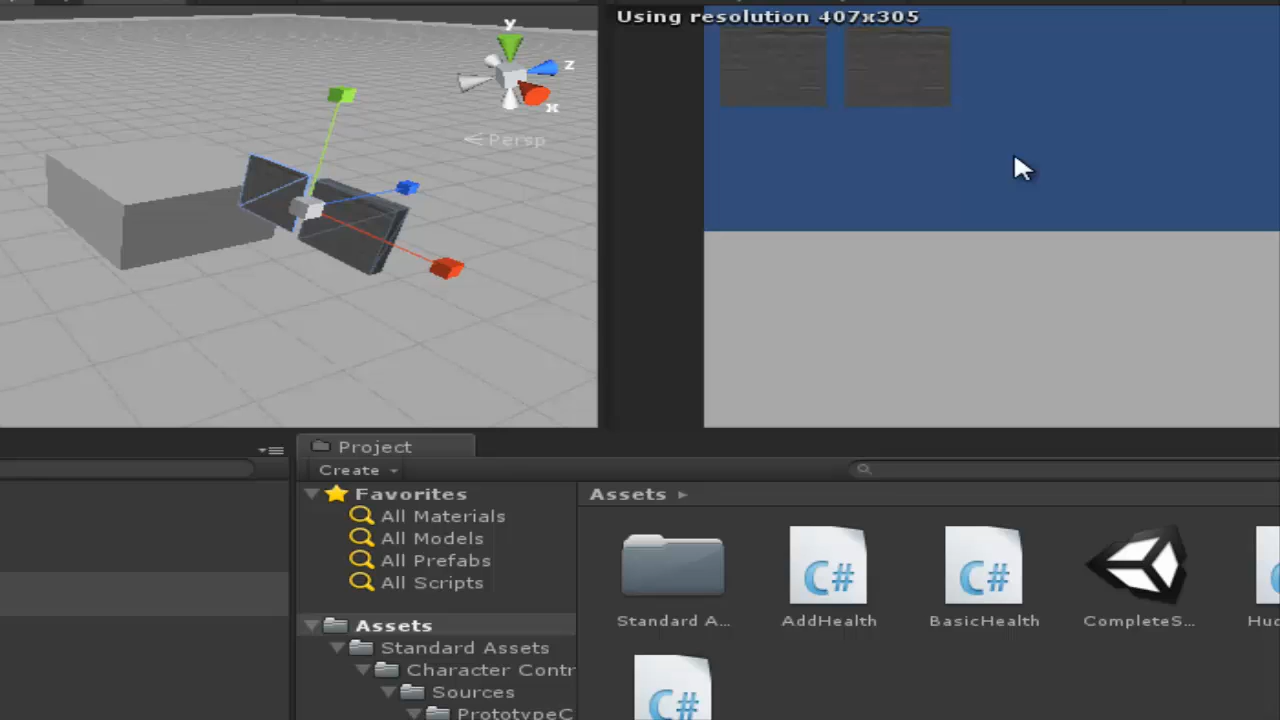 Using resolution 407x305
y
z
x
Persp
Project
Create
Favorites
All Materials
All Models
All Prefabs
All Scripts
Assets
Standard Assets
Character Contr
Sources
PrototypeC
Assets
C#
C#
Standard A...
AddHealth
BasicHealth
CompleteS...
Huc
C#